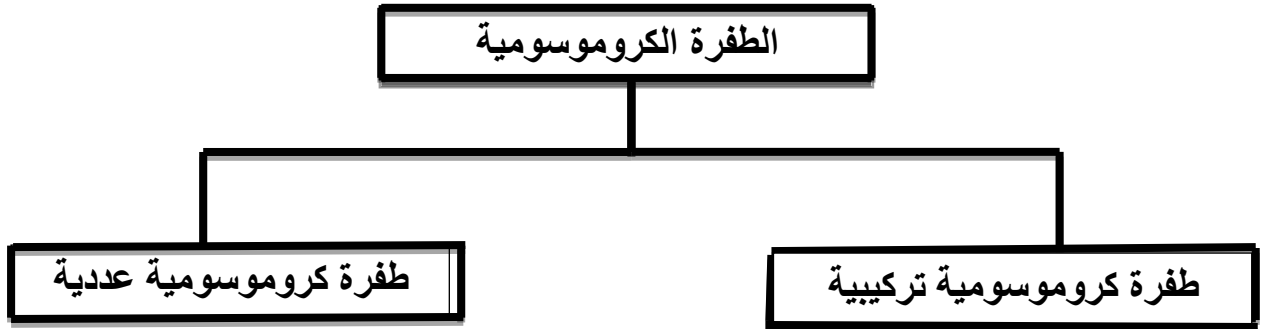 الطفرة الكروموسومية
طفرة كروموسومية تركيبية
طفرة كروموسومية عددية